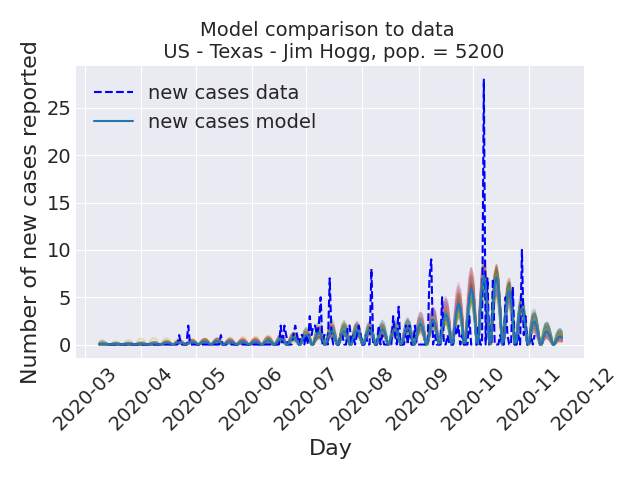 Model comparison to data
US - Texas - Jim Hogg, pop. = 5200
Number of new cases reported
25
20
15
10
5
0
new cases data
new cases model
2020-03
2020-04
2020-05
2020-06
2020-07
2020-08
2020-09
2020-10
2020-11
2020-12
Day